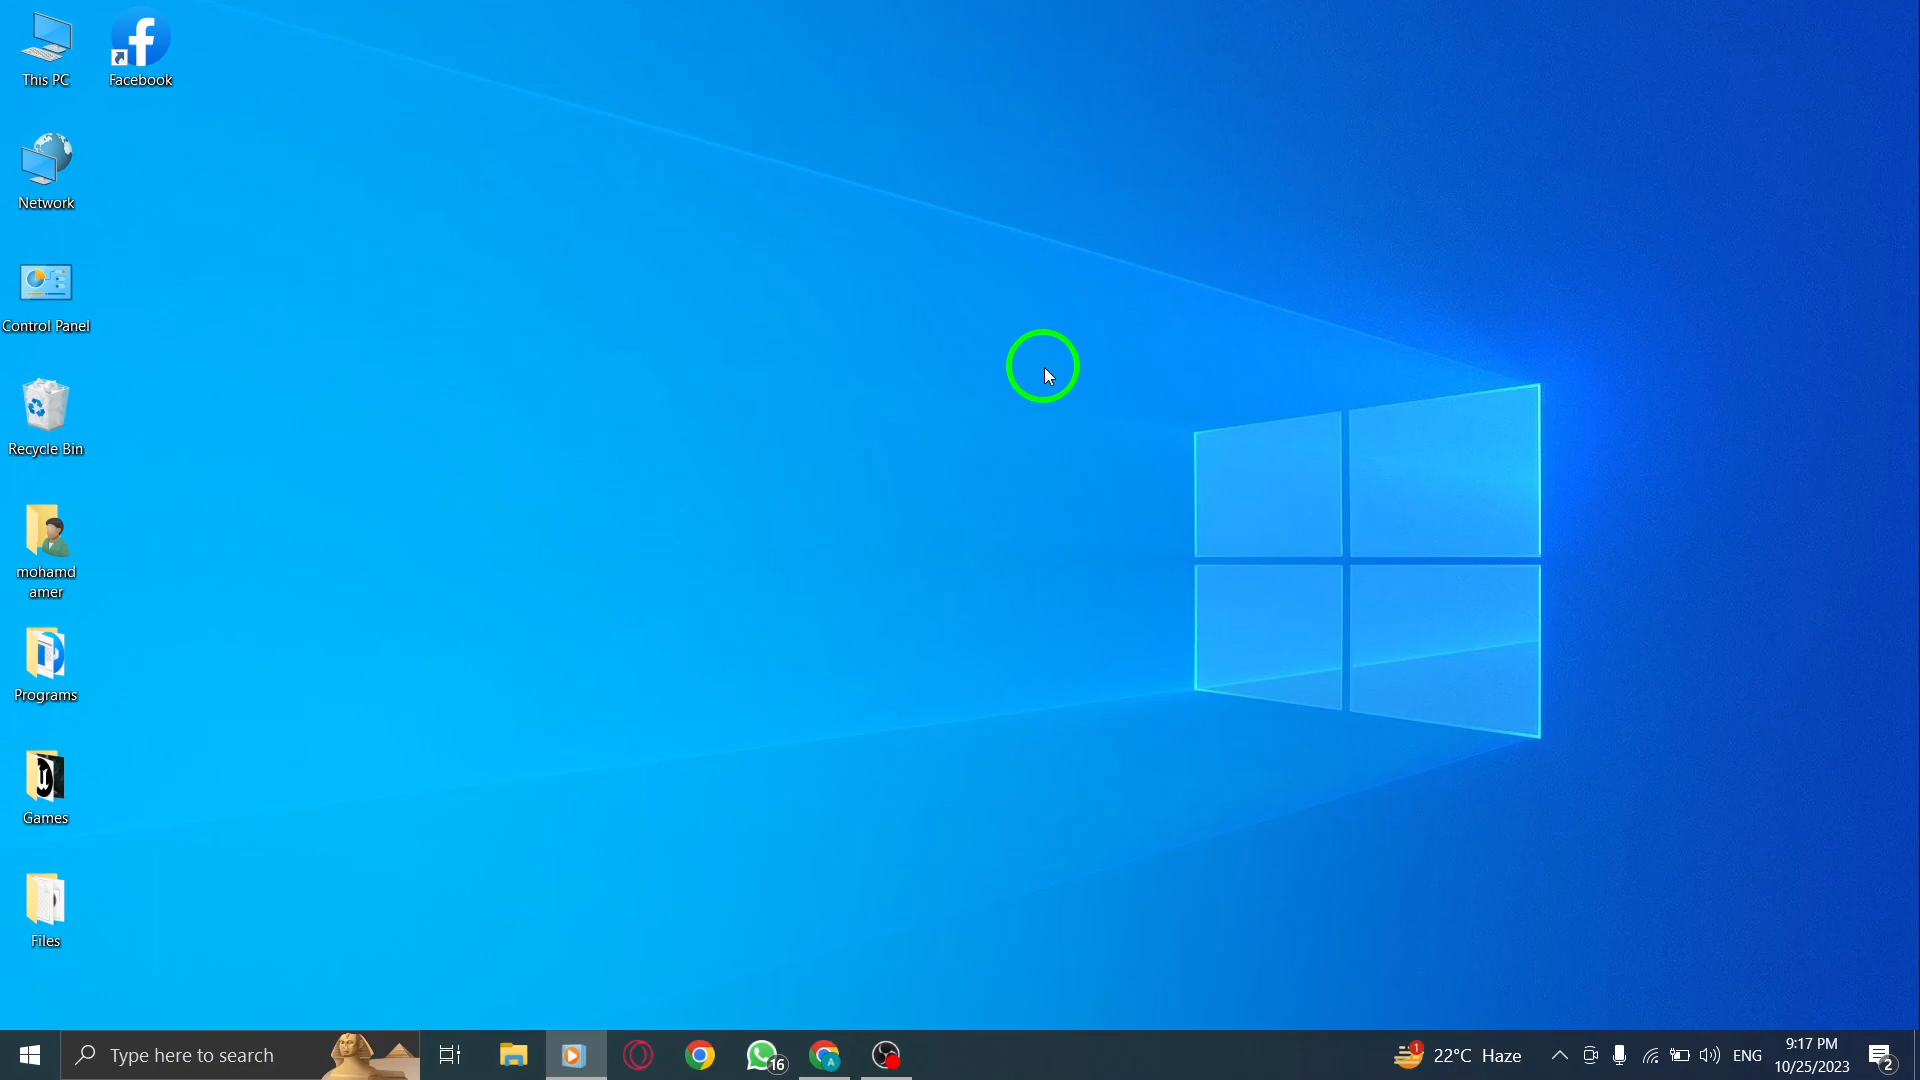 This PC
Facebook
Network
Control Panel
Recycle Bin
mohamd
amer
Programs
Games
Files
Type here to search
16
A
1
22°C Haze
ENG
9:17 PM
10/25/2023
2